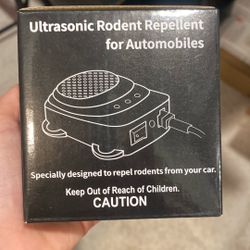 Ultrasonic Rodent Repellent
for Automobiles
Specially designed to repel rodents from your car.
Keep Out of Reach of Children.
CAUTION